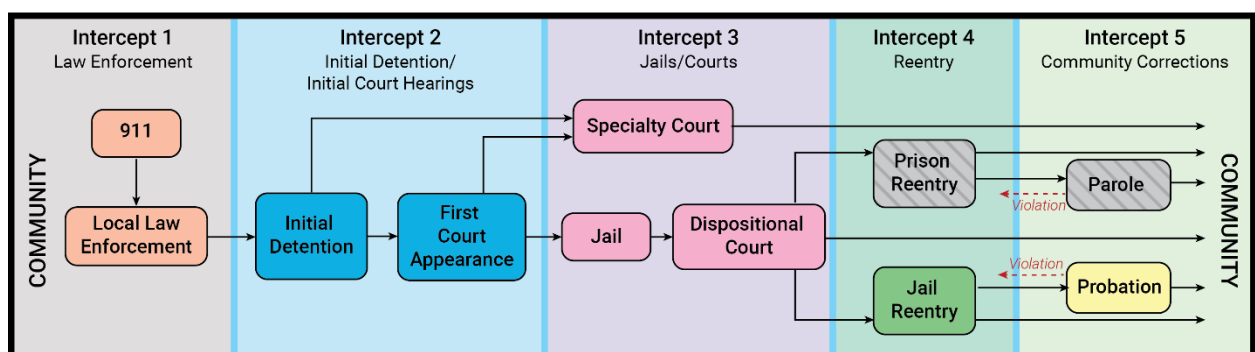 Intercept 1
Law Enforcement
Intercept 2
Initial Detention/
Initial Court Hearings
Intercept 3
Jails/Courts
Intercept 4
Reentry
Intercept 5
Community Corrections
COMMUNITY
911
Local Law
Enforcement
Initial
Detention
First
Court
Appearance
Specialty Court
Jail
Dispositional
Court
Prison
Reentry
Parole
Violation
Jail
Reentry
Violation
Probation
COMMUNITY